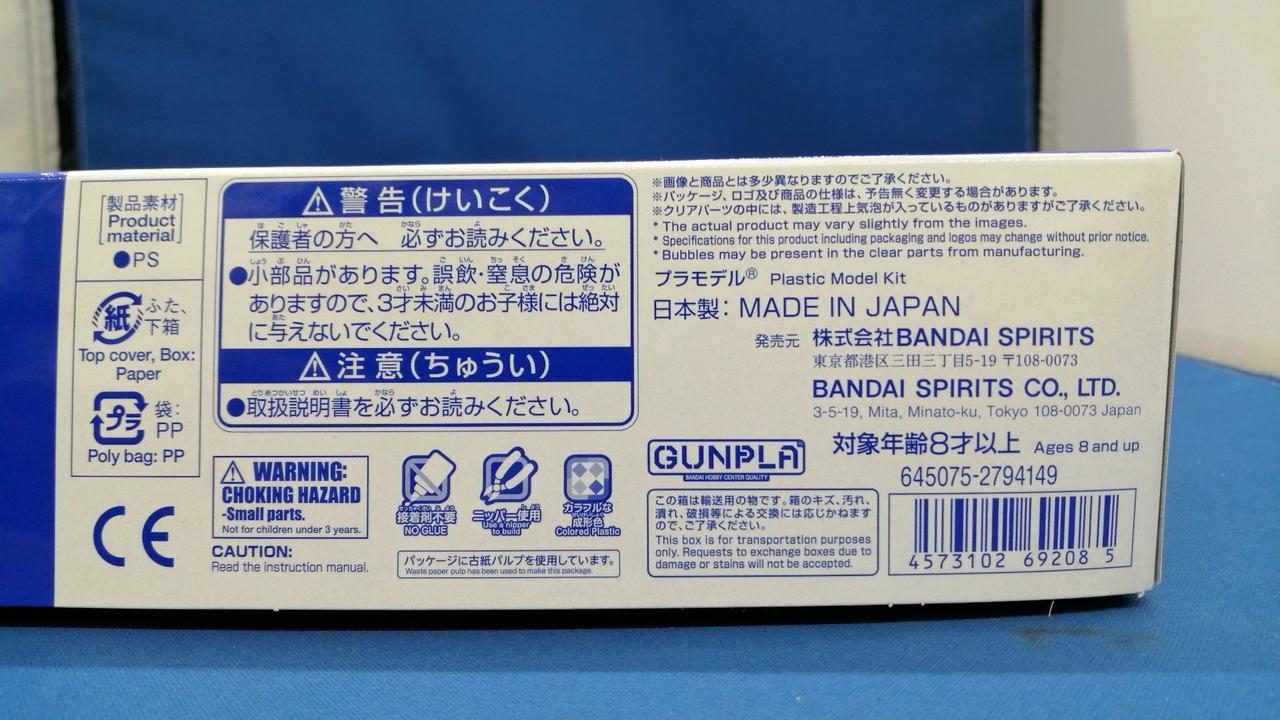 [製品素材]
Product
material
●PS
紙
ふた、
下箱
Top cover, Box:
Paper
プラ
袋:
PP
Poly bag: PP
CE
⚠警告(けいこく)
保護者の方へ 必ずお読みください。
●小部品があります。誤飲・窒息の危険が
ありますので、3才未満のお子様には絶対
に与えないでください。
⚠注意(ちゅうい)
●取扱説明書を必ずお読みください。
⚠WARNING:
CHOKING HAZARD
-Small parts.
Not for children under 3 years.
CAUTION:
Read the instruction manual.
接着剤不要
NO GLUE
ニッパー使用
Use a nipper
to build
カラフルな
成形色
Colored Plastic
パッケージに古紙パルプを使用しています。
Waste paper pulp has been used to make this package.
※画像と商品とは多少異なりますのでご了承ください。
※パッケージ、ロゴ及び商品の仕様は、予告無く変更する場合があります。
※クリアパーツの中には、製造工程上気泡が入っているものがありますがご了承ください。
* The actual product may vary slightly from the images.
* Specifications for this product including packaging and logos may change without prior notice.
* Bubbles may be present in the clear parts from manufacturing.
プラモデル® Plastic Model Kit
日本製: MADE IN JAPAN
発売元 株式会社BANDAI SPIRITS
東京都港区三田三丁目5-19 〒108-0073
BANDAI SPIRITS CO., LTD.
3-5-19, Mita, Minato-ku, Tokyo 108-0073 Japan
GUNPLA
BANDAI HOBBY CENTER QUALITY
対象年齢8才以上 Ages 8 and up
645075-2794149
この箱は輸送用の物です。箱のキズ、汚れ、
潰れ、破損等による交換には応じかねます
ので、ご了承ください。
This box is for transportation purposes
only. Requests to exchange boxes due to
damage or stains will not be accepted.
4573102 69208 5